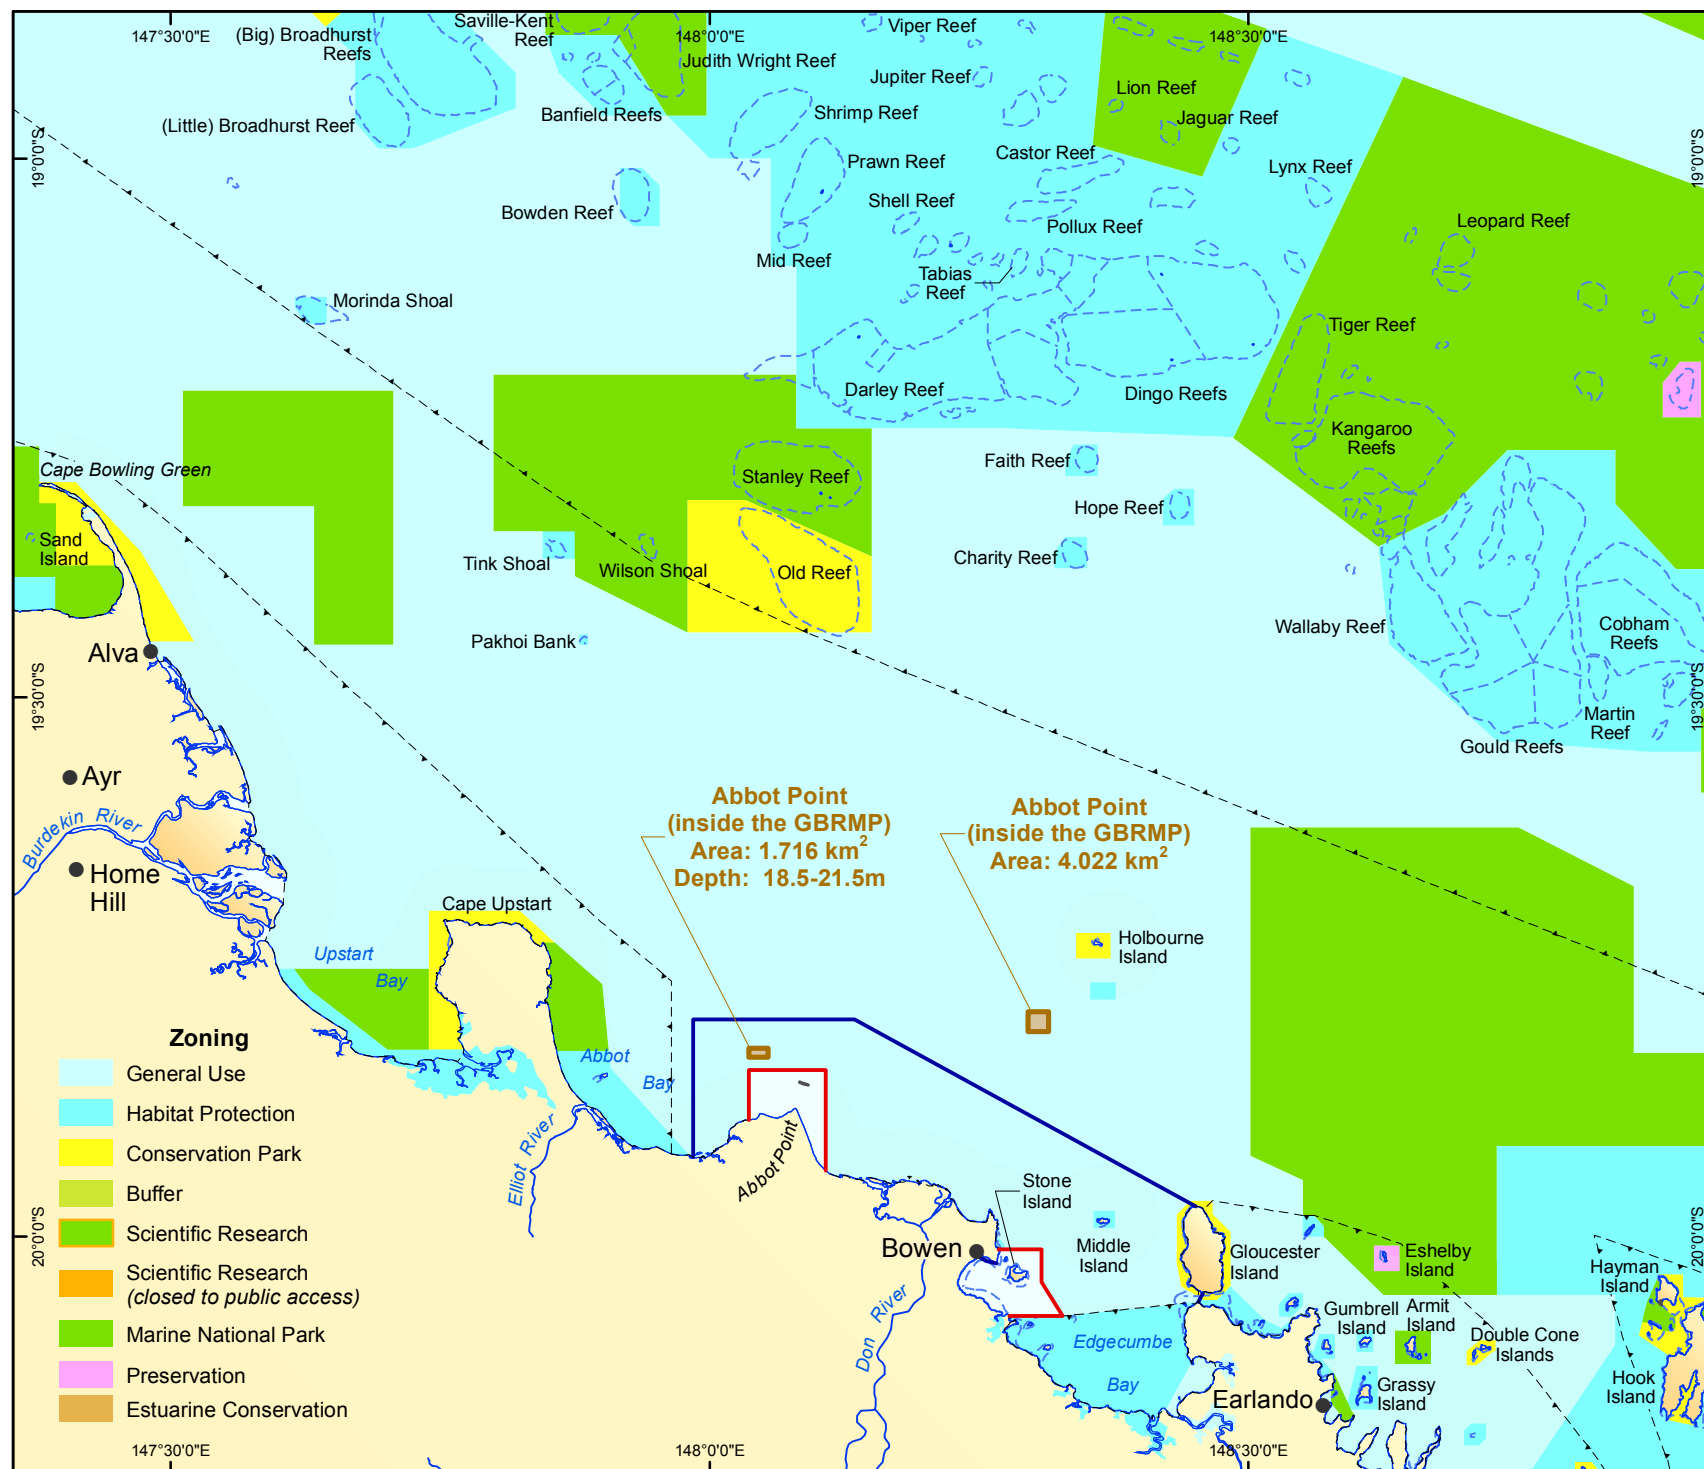 147°30'0"E
(Big) Broadhurst
Reefs
Saville-Kent
Reef
148°0'0"E
Judith Wright Reef
Viper Reef
148°30'0"E
Jupiter Reef
Lion Reef
(Little) Broadhurst Reef
Banfield Reefs
Shrimp Reef
Jaguar Reef
19°0'0"S
Prawn Reef
Castor Reef
Lynx Reef
19°0'0"S
Bowden Reef
Shell Reef
Pollux Reef
Leopard Reef
Mid Reef
Tabias
Reef
Morinda Shoal
Tiger Reef
Darley Reef
Dingo Reefs
Kangaroo
Reefs
Cape Bowling Green
Stanley Reef
Faith Reef
Hope Reef
Sand
Island
Tink Shoal
Wilson Shoal
Old Reef
Charity Reef
Pakhoi Bank
Wallaby Reef
Cobham
Reefs
Alva
19°30'0"S
19°30'0"S
Martin
Reef
Gould Reefs
Ayr
Burdekin River
Home
Hill
Abbot Point
(inside the GBRMP)
Area: 1.716 km2
Depth: 18.5-21.5m
Abbot Point
(inside the GBRMP)
Area: 4.022 km2
Cape Upstart
Holbourne
Island
Upstart
Bay
Abbot
Bay
Elliot River
Abbot Point
Zoning
General Use
Habitat Protection
Conservation Park
Buffer
Scientific Research
Scientific Research
(closed to public access)
Marine National Park
Preservation
Estuarine Conservation
20°0'0"S
Stone
Island
Bowen
Middle
Island
Gloucester
Island
Eshelby
Island
Hayman
Island
20°0'0"S
Don River
Edgecumbe
Bay
Gumbrell
Island
Armit
Island
Double Cone
Islands
Earlando
Grassy
Island
Hook
Island
147°30'0"E
148°0'0"E
148°30'0"E